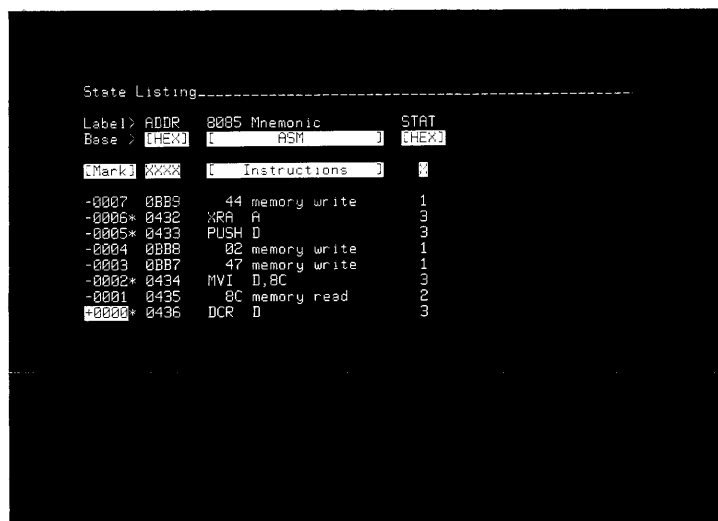 State Listing
Label> ADDR 8085 Mnemonic STAT
Base > [HEX] [ ASM ] [HEX]
[Mark] XXXX [ Instructions ] X
-0007 0BB9 44 memory write 1
-0006* 0432 XRA A 3
-0005* 0433 PUSH D 3
-0004 0BB8 02 memory write 1
-0003 0BB7 47 memory write 1
-0002* 0434 MVI D,8C 3
-0001 0435 8C memory read 2
+0000* 0436 DCR D 3